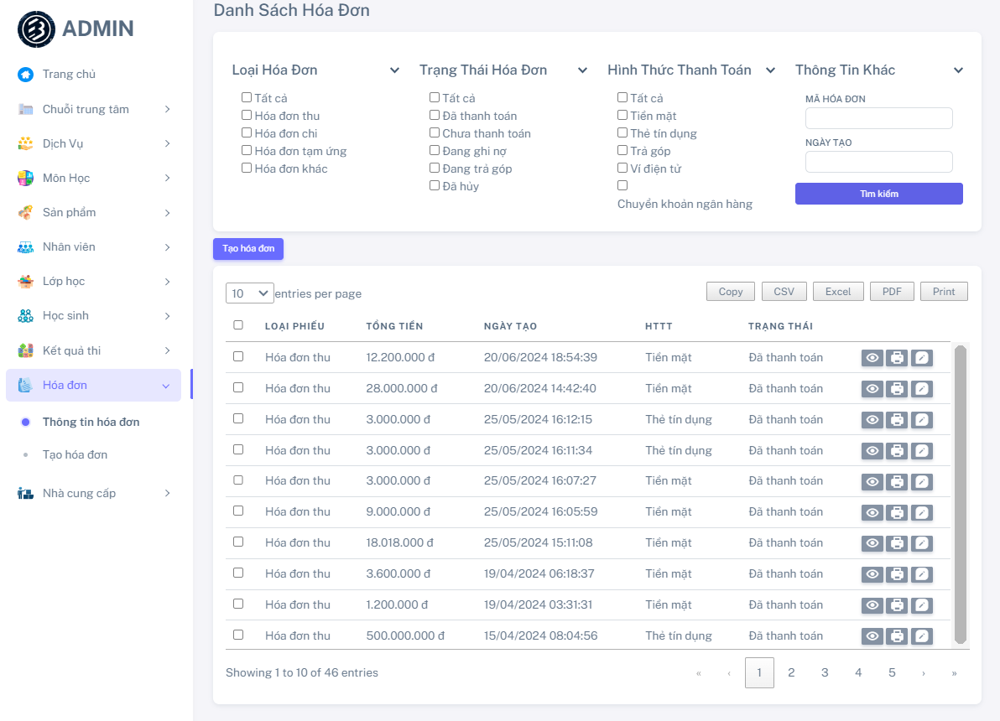 ADMIN
Trang chủ
Chuỗi trung tâm
Dịch Vụ
Môn Học
Sản phẩm
Nhân viên
Lớp học
Học sinh
Kết quả thi
Hóa đơn
Thông tin hóa đơn
Tạo hóa đơn
Nhà cung cấp
Danh Sách Hóa Đơn
Loại Hóa Đơn
Tất cả
Hóa đơn thu
Hóa đơn chi
Hóa đơn tạm ứng
Hóa đơn khác
Trạng Thái Hóa Đơn
Tất cả
Đã thanh toán
Chưa thanh toán
Đang ghi nợ
Đang trả góp
Đã hủy
Hình Thức Thanh Toán
Tất cả
Tiền mặt
Thẻ tín dụng
Trả góp
Ví điện tử
Chuyển khoản ngân hàng
Thông Tin Khác
MÃ HÓA ĐƠN
NGÀY TẠO
Tìm kiếm
Tạo hóa đơn
10 entries per page Copy CSV Excel PDF Print
LOẠI PHIẾU TỔNG TIỀN NGÀY TẠO HTTT TRẠNG THÁI
Hóa đơn thu 12.200.000 đ 20/06/2024 18:54:39 Tiền mặt Đã thanh toán
Hóa đơn thu 28.000.000 đ 20/06/2024 14:42:40 Tiền mặt Đã thanh toán
Hóa đơn thu 3.000.000 đ 25/05/2024 16:12:15 Thẻ tín dụng Đã thanh toán
Hóa đơn thu 3.000.000 đ 25/05/2024 16:11:34 Thẻ tín dụng Đã thanh toán
Hóa đơn thu 3.000.000 đ 25/05/2024 16:07:27 Tiền mặt Đã thanh toán
Hóa đơn thu 9.000.000 đ 25/05/2024 16:05:59 Tiền mặt Đã thanh toán
Hóa đơn thu 18.018.000 đ 25/05/2024 15:11:08 Tiền mặt Đã thanh toán
Hóa đơn thu 3.600.000 đ 19/04/2024 06:18:37 Tiền mặt Đã thanh toán
Hóa đơn thu 1.200.000 đ 19/04/2024 03:31:31 Tiền mặt Đã thanh toán
Hóa đơn thu 500.000.000 đ 15/04/2024 08:04:56 Thẻ tín dụng Đã thanh toán
Showing 1 to 10 of 46 entries « ‹ 1 2 3 4 5 › »